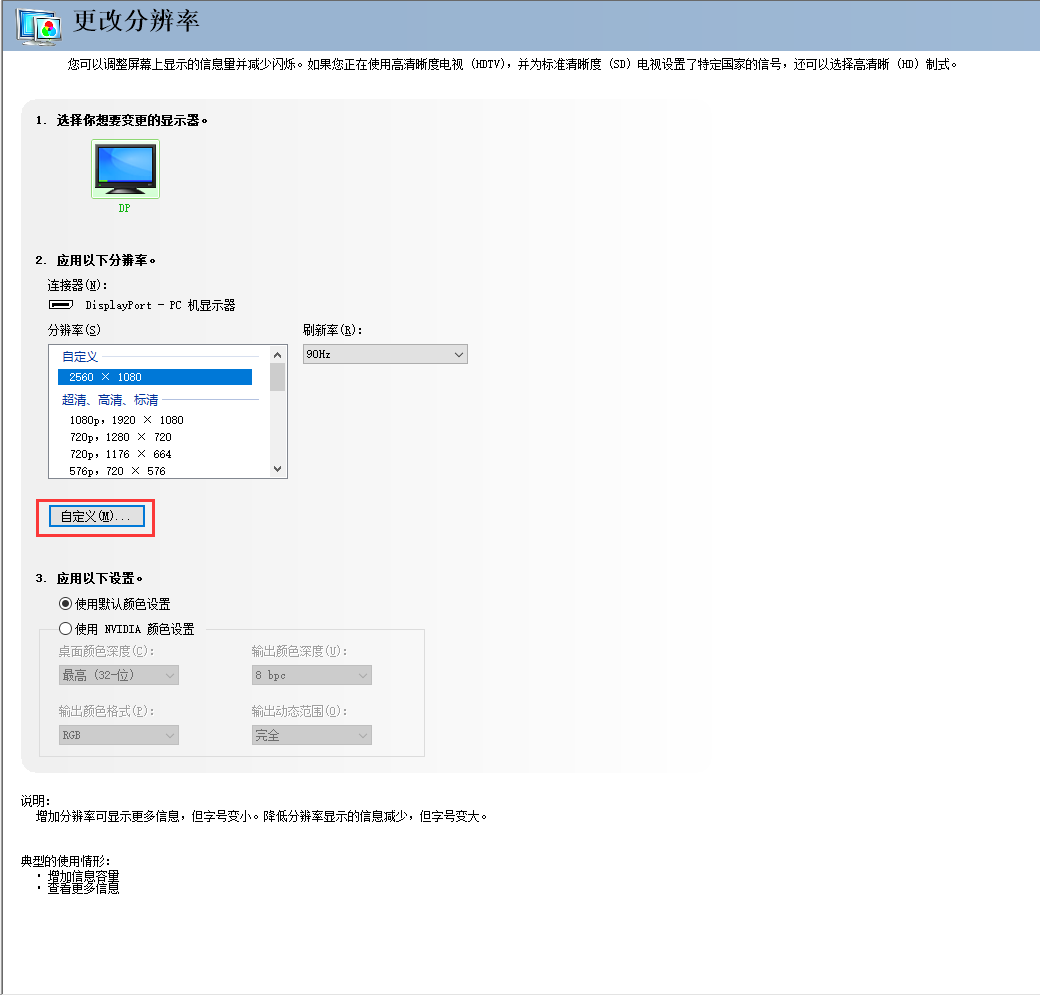 更改分辨率
您可以调整屏幕上显示的信息量并减少闪烁。如果您正在使用高清晰度电视 (HDTV)，并为标准清晰度 (SD) 电视设置了特定国家的信号，还可以选择高清晰 (HD) 制式。
1. 选择你想要变更的显示器。
DP
2. 应用以下分辨率。
连接器(N):
DisplayPort - PC 机显示器
分辨率(S)
刷新率(R):
自定义
90Hz
2560 × 1080
超清、高清、标清
1080p，1920 × 1080
720p，1280 × 720
720p，1176 × 664
576p，720 × 576
自定义(M)...
3. 应用以下设置。
使用默认颜色设置
使用 NVIDIA 颜色设置
桌面颜色深度(C):
输出颜色深度(U):
最高 (32-位)
8 bpc
输出颜色格式(P):
输出动态范围(O):
RGB
完全
说明:
增加分辨率可显示更多信息，但字号变小。降低分辨率显示的信息减少，但字号变大。
典型的使用情形:
· 增加信息容量
· 查看更多信息